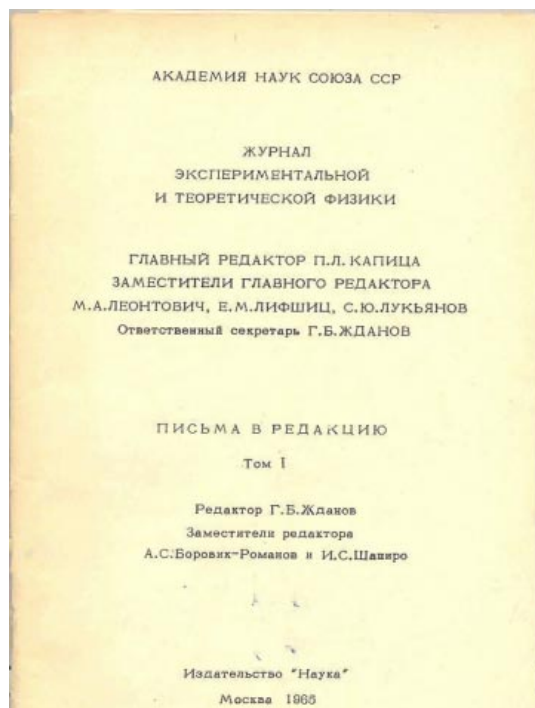 АКАДЕМИЯ НАУК СОЮЗА ССР
ЖУРНАЛ
ЭКСПЕРИМЕНТАЛЬНОЙ
И ТЕОРЕТИЧЕСКОЙ ФИЗИКИ
ГЛАВНЫЙ РЕДАКТОР П.Л.КАПИЦА
ЗАМЕСТИТЕЛИ ГЛАВНОГО РЕДАКТОРА
М.А.ЛЕОНТОВИЧ, Е.М.ЛИФШИЦ, С.Ю.ЛУКЬЯНОВ
Ответственный секретарь Г.Б.ЖДАНОВ
ПИСЬМА В РЕДАКЦИЮ
Том I
Редактор Г.Б.Жданов
Заместители редактора
А.С.Боровик-Романов и И.С.Шапиро
Издательство "Наука"
Москва 1965